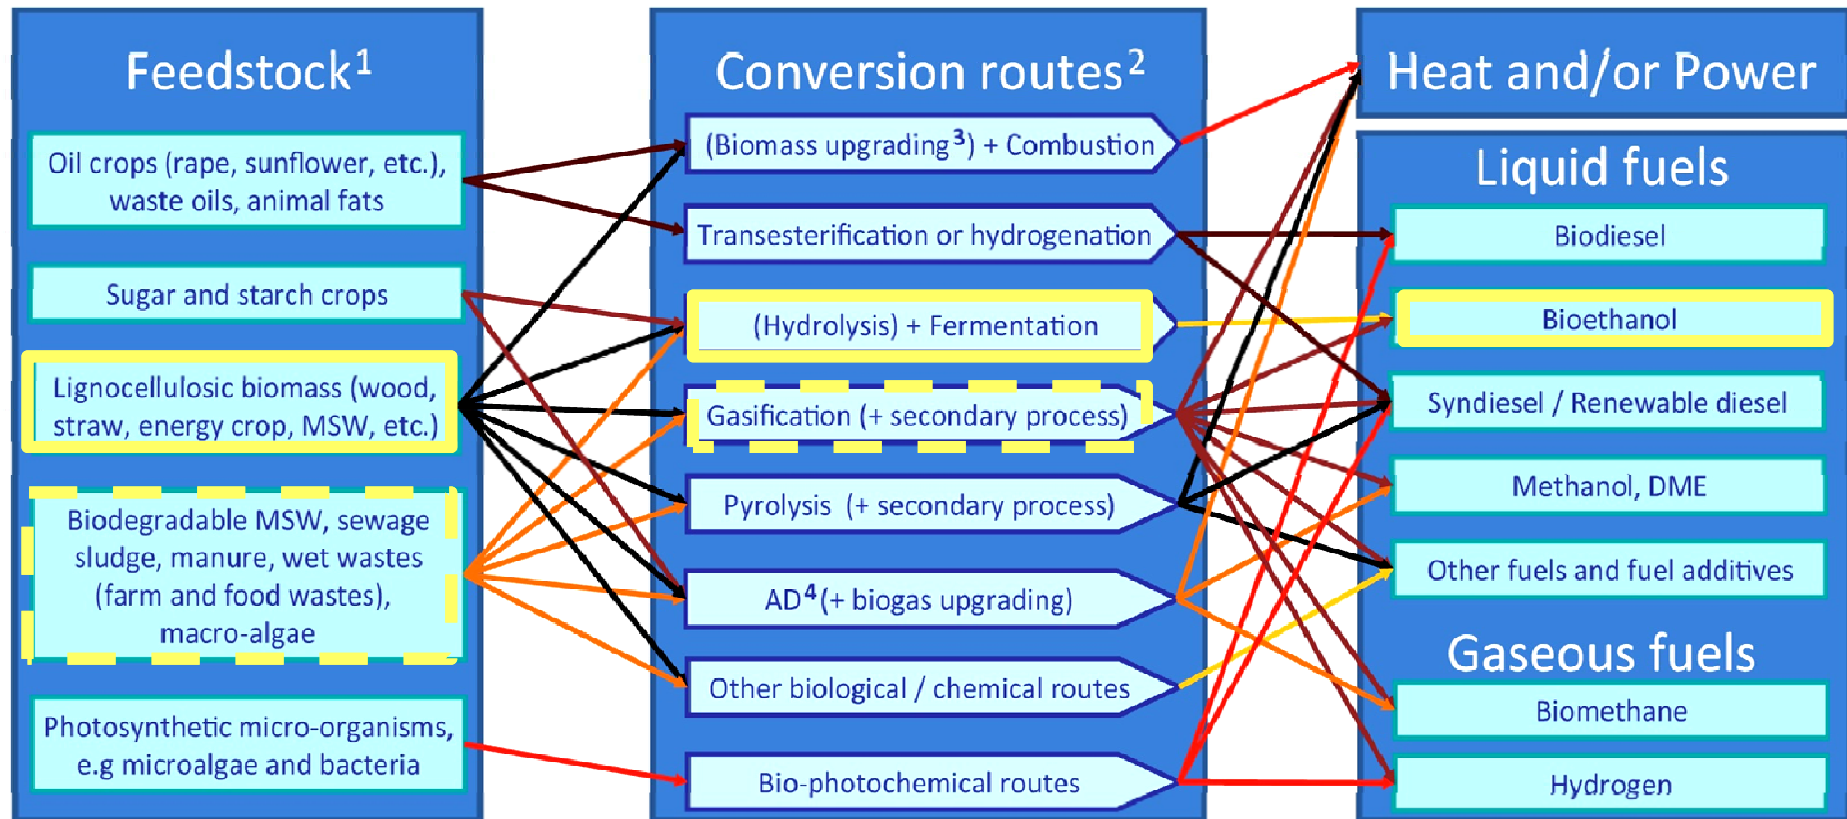 Feedstock¹
Oil crops (rape, sunflower, etc.),
waste oils, animal fats
Sugar and starch crops
Lignocellulosic biomass (wood,
straw, energy crop, MSW, etc.)
Biodegradable MSW, sewage
sludge, manure, wet wastes
(farm and food wastes),
macro-algae
Photosynthetic micro-organisms,
e.g microalgae and bacteria
Conversion routes²
(Biomass upgrading³) + Combustion
Transesterification or hydrogenation
(Hydrolysis) + Fermentation
Gasification (+ secondary process)
Pyrolysis (+ secondary process)
AD⁴ (+ biogas upgrading)
Other biological / chemical routes
Bio-photochemical routes
Heat and/or Power
Liquid fuels
Biodiesel
Bioethanol
Syndiesel / Renewable diesel
Methanol, DME
Other fuels and fuel additives
Gaseous fuels
Biomethane
Hydrogen